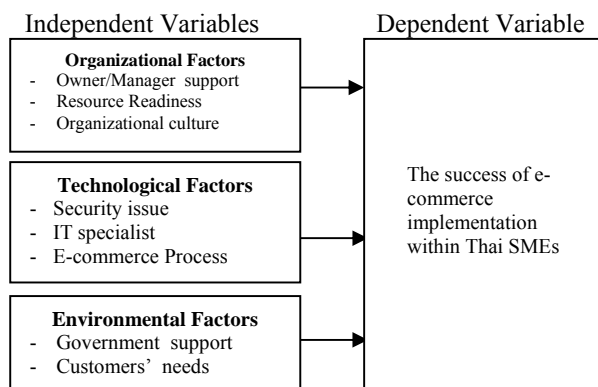 Independent Variables
Dependent Variable
Organizational Factors
- Owner/Manager support
- Resource Readiness
- Organizational culture
Technological Factors
- Security issue
- IT specialist
- E-commerce Process
Environmental Factors
- Government support
- Customers’ needs
The success of e-
commerce
implementation
within Thai SMEs